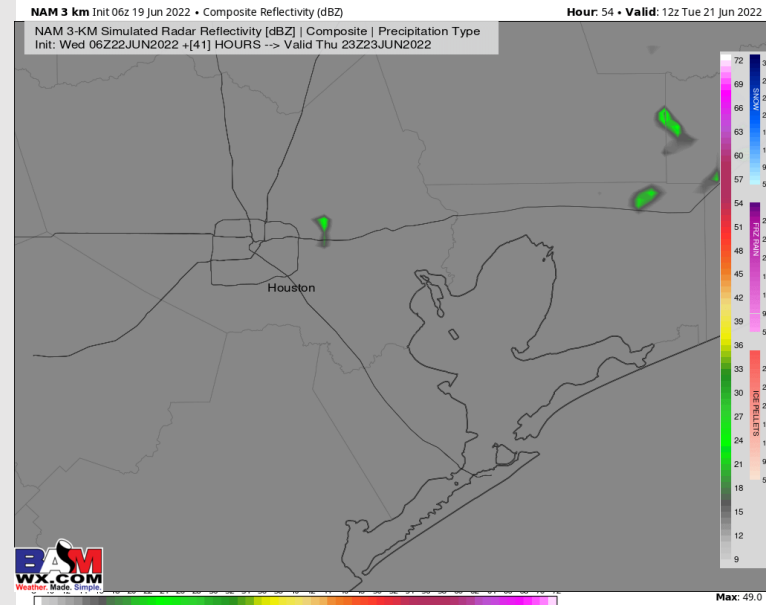 NAM 3 km Init 06z 19 Jun 2022 • Composite Reflectivity (dBZ)
Hour: 54 • Valid: 12z Tue 21 Jun 2022
NAM 3-KM Simulated Radar Reflectivity [dBZ] | Composite | Precipitation Type
Init: Wed 06Z22JUN2022 +[41] HOURS --> Valid Thu 23Z23JUN2022
72
69
66
63
60
57
54
51
48
45
42
39
36
33
30
27
24
21
18
15
12
9
SNOW
FRZ RAIN
ICE PELLETS
Houston
BAM
WX.COM
Weather. Made. Simple.
Max: 49.0